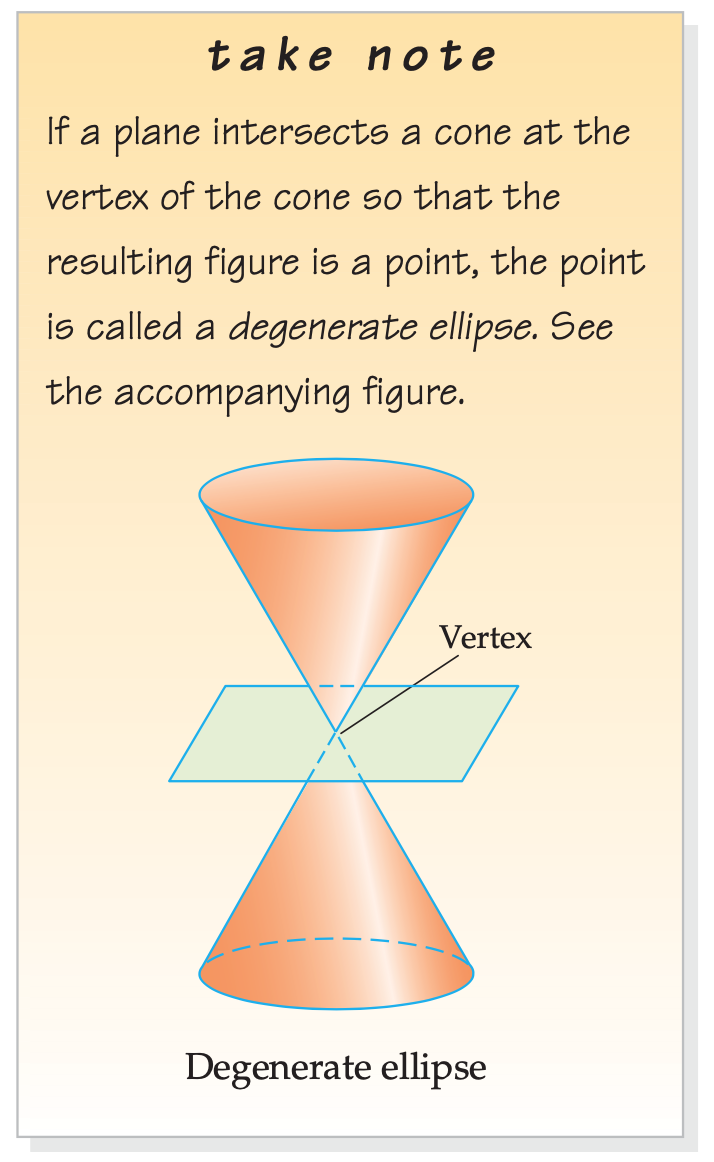 take note
If a plane intersects a cone at the
vertex of the cone so that the
resulting figure is a point, the point
is called a degenerate ellipse. See
the accompanying figure.
Vertex
Degenerate ellipse